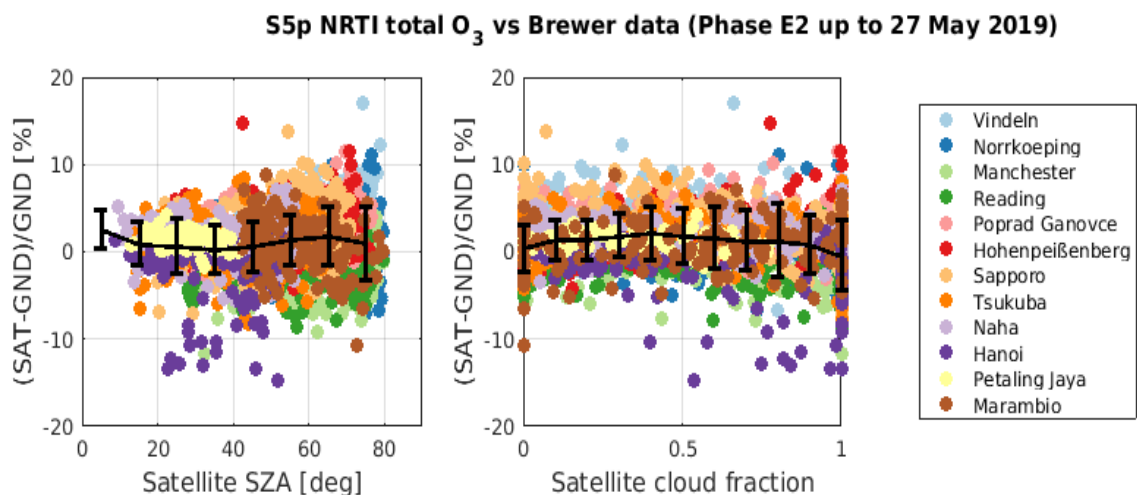 S5p NRTI total O3 vs Brewer data (Phase E2 up to 27 May 2019)
(SAT-GND)/GND [%]
20
10
0
-10
-20
0 20 40 60 80
Satellite SZA [deg]
(SAT-GND)/GND [%]
20
10
0
-10
-20
0 0.5 1
Satellite cloud fraction
Vindeln
Norrkoeping
Manchester
Reading
Poprad Ganovce
Hohenpeißenberg
Sapporo
Tsukuba
Naha
Hanoi
Petaling Jaya
Marambio